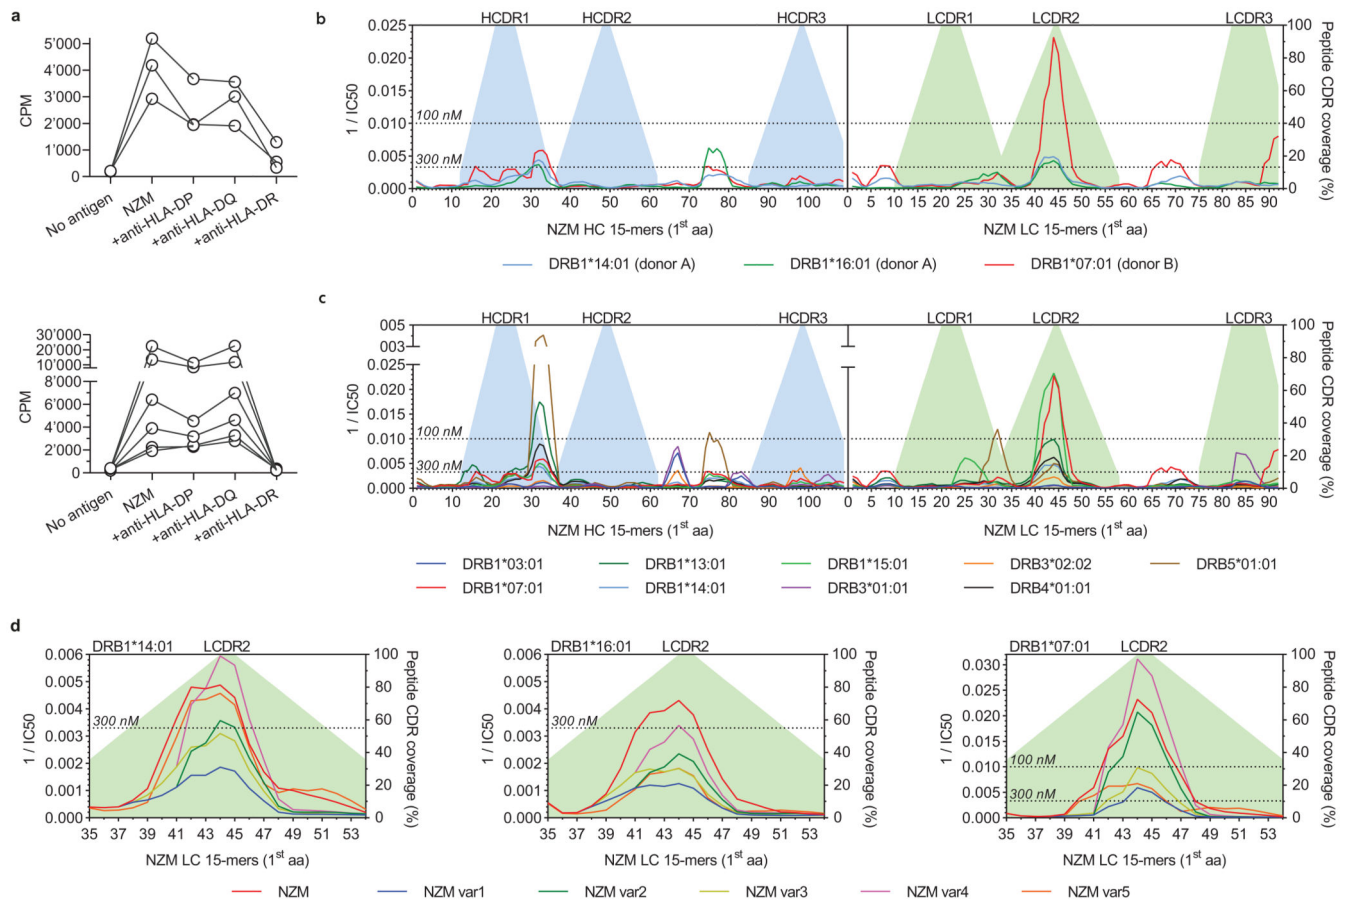 a
5'000
4'000
3'000
2'000
1'000
0
CPM
No antigen
NZM
+anti-HLA-DP
+anti-HLA-DQ
+anti-HLA-DR
30'000
20'000
10'000
8'000
6'000
4'000
2'000
0
CPM
No antigen
NZM
+anti-HLA-DP
+anti-HLA-DQ
+anti-HLA-DR
b
HCDR1 HCDR2 HCDR3 LCDR1 LCDR2 LCDR3
0.025
0.020
0.015
0.010
0.005
0.000
1 / IC50
100 nM
300 nM
100
80
60
40
20
0
Peptide CDR coverage (%)
0 10 20 30 40 50 60 70 80 90 100 0 5 10 15 20 25 30 35 40 45 50 55 60 65 70 75 80 85 90
NZM HC 15-mers (1st aa) NZM LC 15-mers (1st aa)
DRB1*14:01 (donor A) DRB1*16:01 (donor A) DRB1*07:01 (donor B)
c
HCDR1 HCDR2 HCDR3 LCDR1 LCDR2 LCDR3
005
003
0.025
0.020
0.015
0.010
0.005
0.000
1 / IC50
100 nM
300 nM
100
80
60
40
20
0
Peptide CDR coverage (%)
0 10 20 30 40 50 60 70 80 90 100 0 5 10 15 20 25 30 35 40 45 50 55 60 65 70 75 80 85 90
NZM HC 15-mers (1st aa) NZM LC 15-mers (1st aa)
DRB1*03:01 DRB1*13:01 DRB1*15:01 DRB3*02:02 DRB5*01:01
DRB1*07:01 DRB1*14:01 DRB3*01:01 DRB4*01:01
d
DRB1*14:01 LCDR2
0.006
0.005
0.004
0.003
0.002
0.001
0.000
1 / IC50
300 nM
100
80
60
40
20
0
Peptide CDR coverage (%)
35 37 39 41 43 45 47 49 51 53
NZM LC 15-mers (1st aa)
DRB1*16:01 LCDR2
0.006
0.005
0.004
0.003
0.002
0.001
0.000
1 / IC50
300 nM
100
80
60
40
20
0
Peptide CDR coverage (%)
35 37 39 41 43 45 47 49 51 53
NZM LC 15-mers (1st aa)
DRB1*07:01 LCDR2
0.030
0.025
0.020
0.015
0.010
0.005
0.000
1 / IC50
100 nM
300 nM
100
80
60
40
20
0
Peptide CDR coverage (%)
35 37 39 41 43 45 47 49 51 53
NZM LC 15-mers (1st aa)
NZM NZM var1 NZM var2 NZM var3 NZM var4 NZM var5